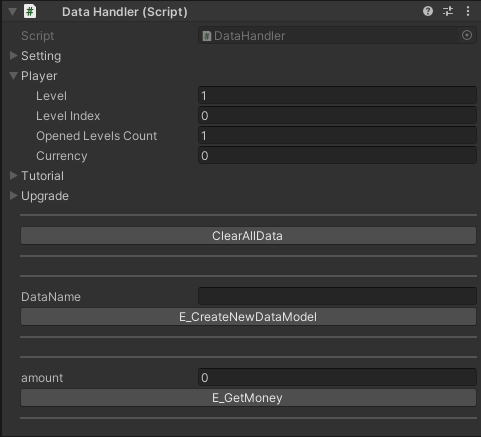 Data Handler (Script)
Script DataHandler
Setting
Player
Level 1
Level Index 0
Opened Levels Count 1
Currency 0
Tutorial
Upgrade
ClearAllData
DataName
E_CreateNewDataModel
amount 0
E_GetMoney